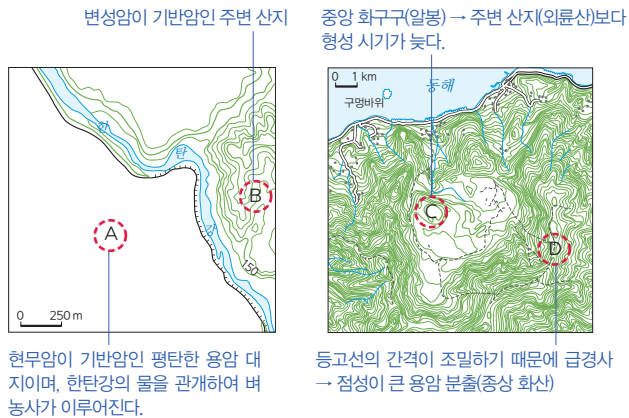 변성암이 기반암인 주변 산지
중앙 화구구(알봉) → 주변 산지(외륜산)보다
형성 시기가 늦다.
한
탄
강
A
B
150
0 250 m
0 1 km
동해
구멍바위
C
D
현무암이 기반암인 평탄한 용암 대
지이며, 한탄강의 물을 관개하여 벼
농사가 이루어진다.
등고선의 간격이 조밀하기 때문에 급경사
→ 점성이 큰 용암 분출(종상 화산)